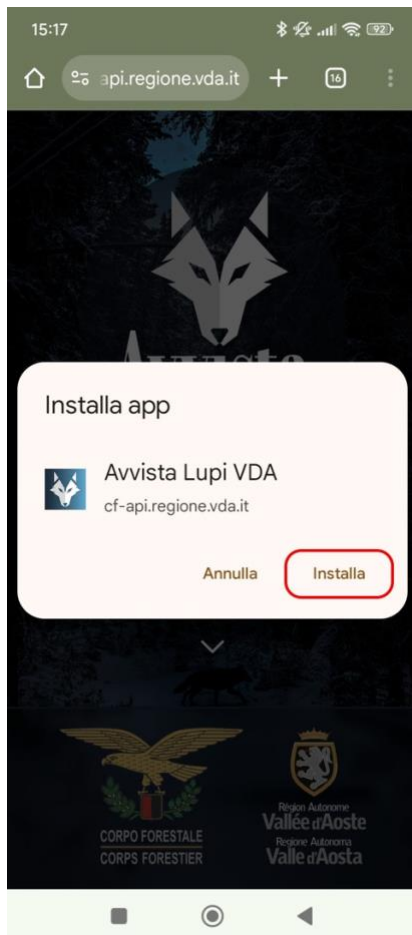 15:17
92
api.regione.vda.it
16
Avvista
Installa app
Avvista Lupi VDA
cf-api.regione.vda.it
Annulla
Installa
CORPO FORESTALE
CORPS FORESTIER
Région Autonome
Vallée d'Aoste
Regione Autonoma
Valle d'Aosta